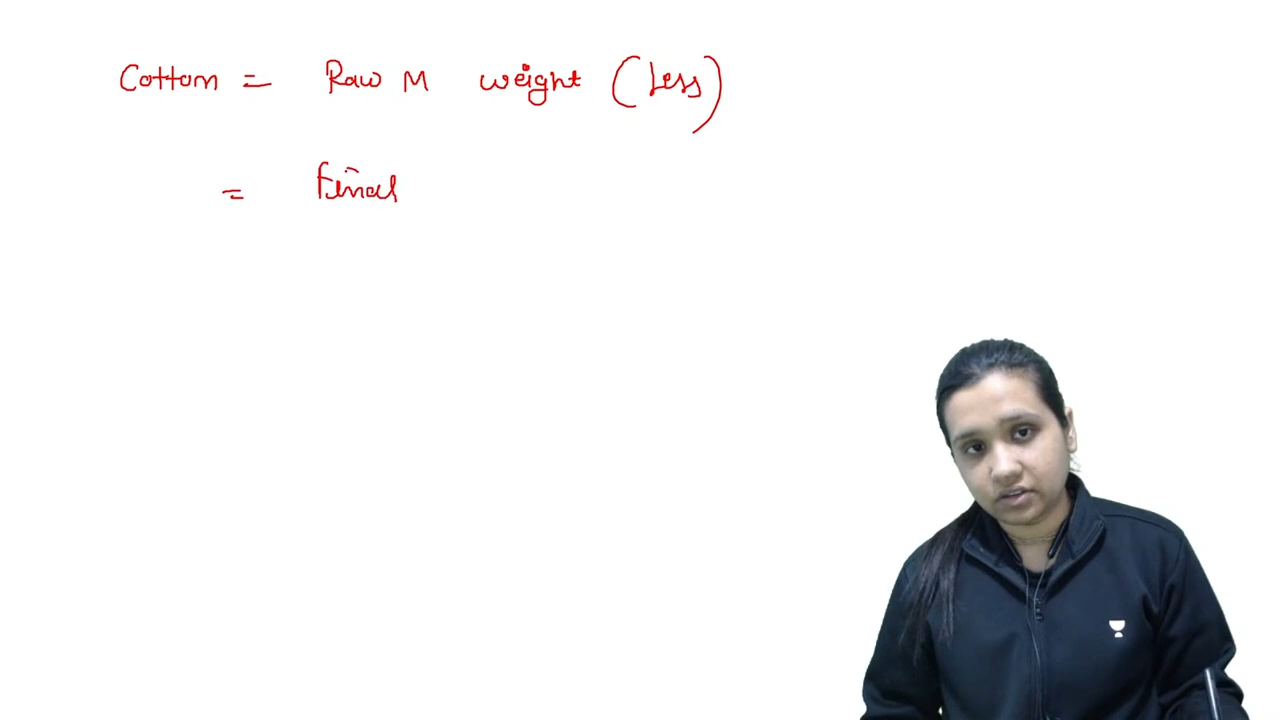 Cottom = Raw M weight (Less)
= Final